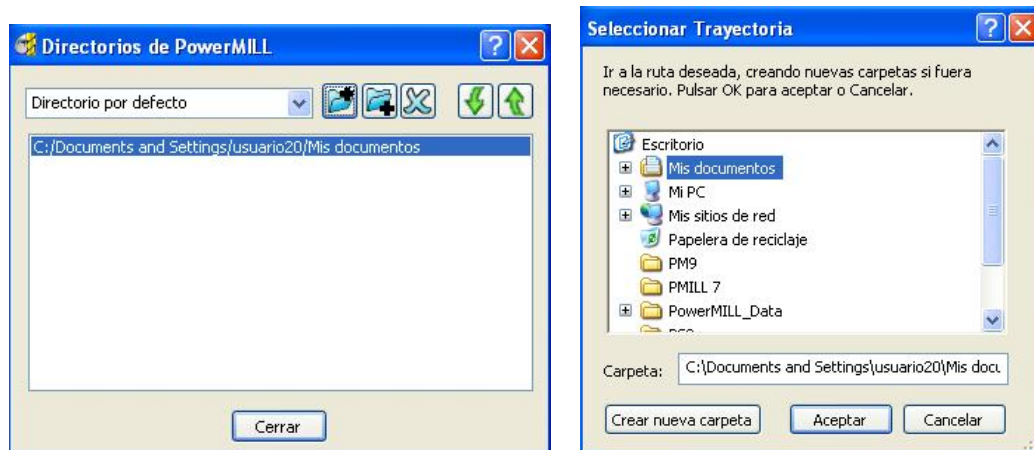 Directorios de PowerMILL
Directorio por defecto
C:/Documents and Settings/usuario20/Mis documentos
Cerrar
Seleccionar Trayectoria
Ir a la ruta deseada, creando nuevas carpetas si fuera
necesario. Pulsar OK para aceptar o Cancelar.
Escritorio
Mis documentos
Mi PC
Mis sitios de red
Papelera de reciclaje
PM9
PMILL 7
PowerMILL_Data
Carpeta: C:\Documents and Settings\usuario20\Mis docu
Crear nueva carpeta Aceptar Cancelar